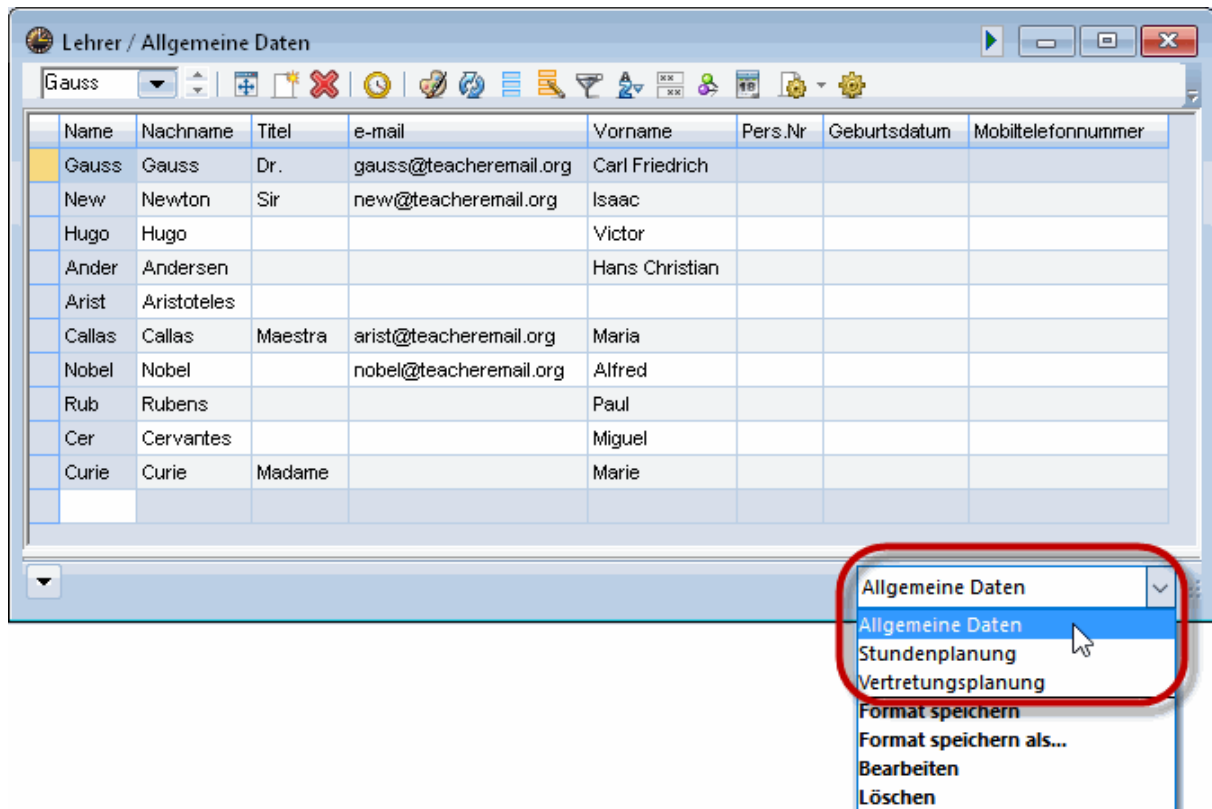 Lehrer / Allgemeine Daten
Gauss
Name Nachname Titel e-mail Vorname Pers.Nr Geburtsdatum Mobiltelefonnummer
Gauss Gauss Dr. gauss@teacheremail.org Carl Friedrich
New Newton Sir new@teacheremail.org Isaac
Hugo Hugo Victor
Ander Andersen Hans Christian
Arist Aristoteles
Callas Callas Maestra arist@teacheremail.org Maria
Nobel Nobel nobel@teacheremail.org Alfred
Rub Rubens Paul
Cer Cervantes Miguel
Curie Curie Madame Marie
Allgemeine Daten
Allgemeine Daten
Stundenplanung
Vertretungsplanung
Format speichern
Format speichern als...
Bearbeiten
Löschen